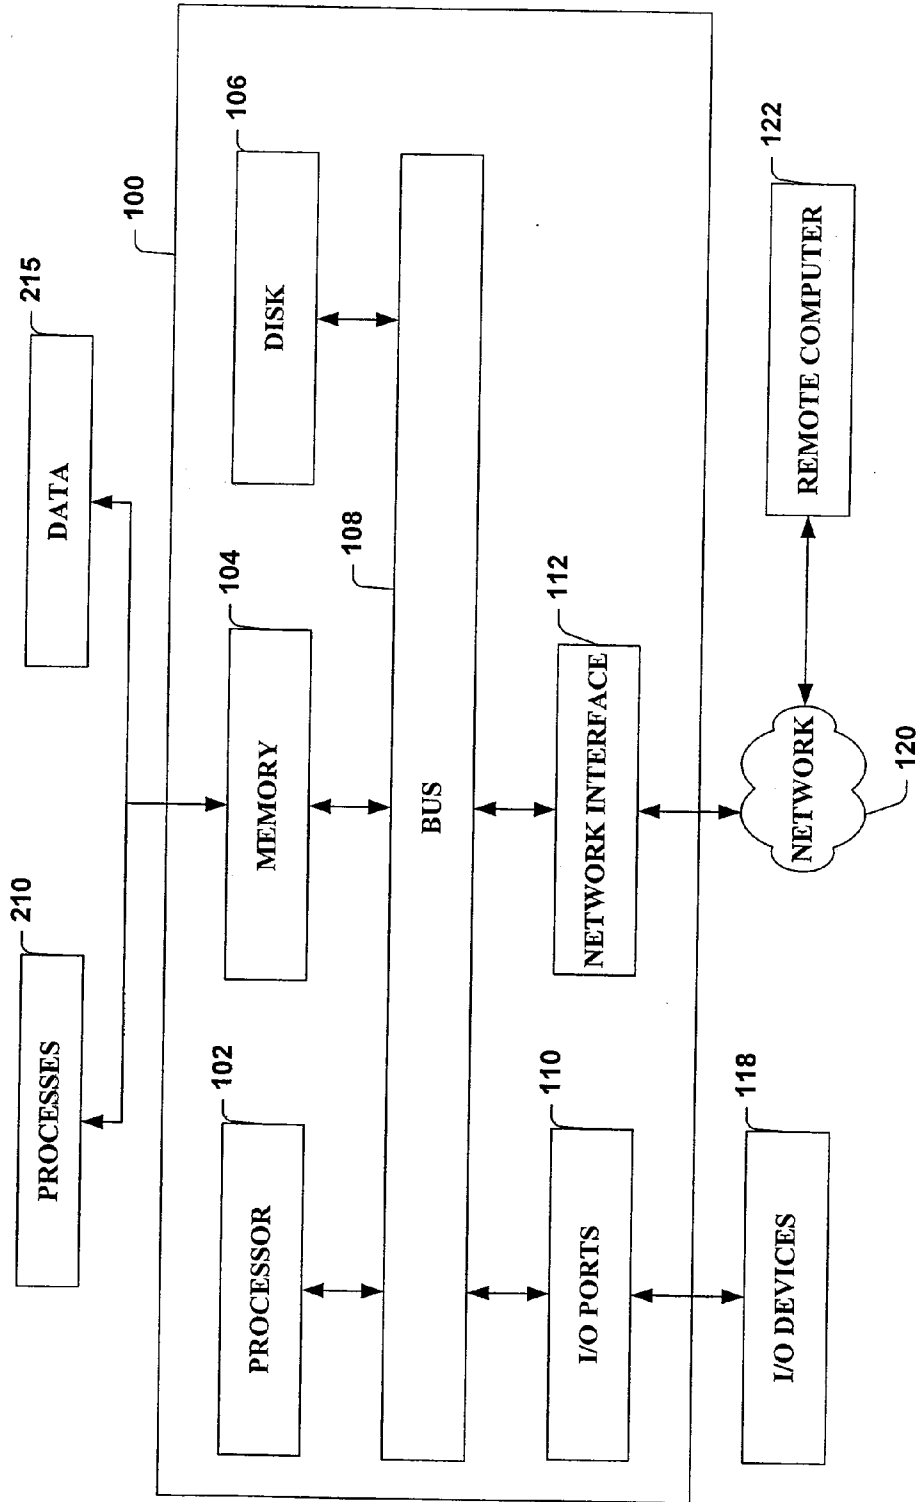 210
PROCESSES
215
DATA
100
102
PROCESSOR
104
MEMORY
106
DISK
108
BUS
110
I/O PORTS
112
NETWORK INTERFACE
118
I/O DEVICES
NETWORK
120
122
REMOTE COMPUTER